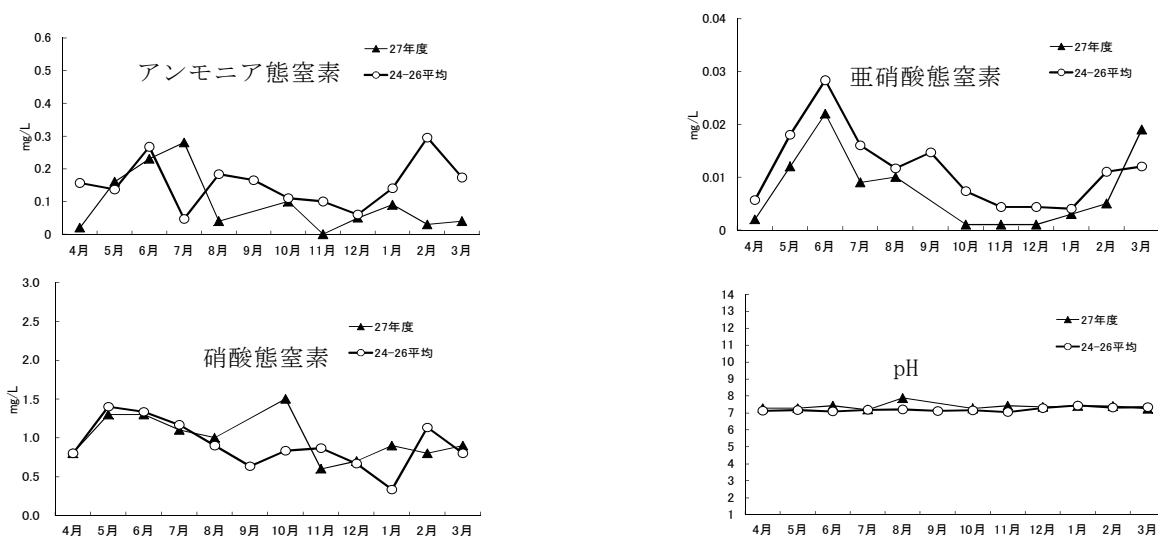 アンモニア態窒素
27年度
24-26平均
mg/L
0.6
0.5
0.4
0.3
0.2
0.1
0
4月 5月 6月 7月 8月 9月 10月 11月 12月 1月 2月 3月
亜硝酸態窒素
27年度
24-26平均
mg/L
0.04
0.03
0.02
0.01
0
4月 5月 6月 7月 8月 9月 10月 11月 12月 1月 2月 3月
硝酸態窒素
27年度
24-26平均
mg/L
3.0
2.5
2.0
1.5
1.0
0.5
0.0
4月 5月 6月 7月 8月 9月 10月 11月 12月 1月 2月 3月
pH
27年度
24-26平均
14
13
12
11
10
9
8
7
6
5
4
3
2
1
4月 5月 6月 7月 8月 9月 10月 11月 12月 1月 2月 3月